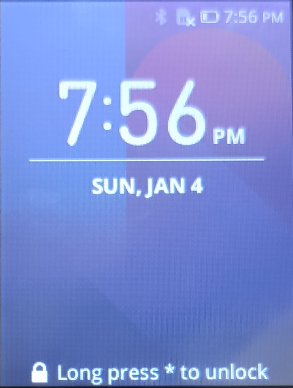 7:56 PM
7:56 PM
SUN, JAN 4
Long press * to unlock